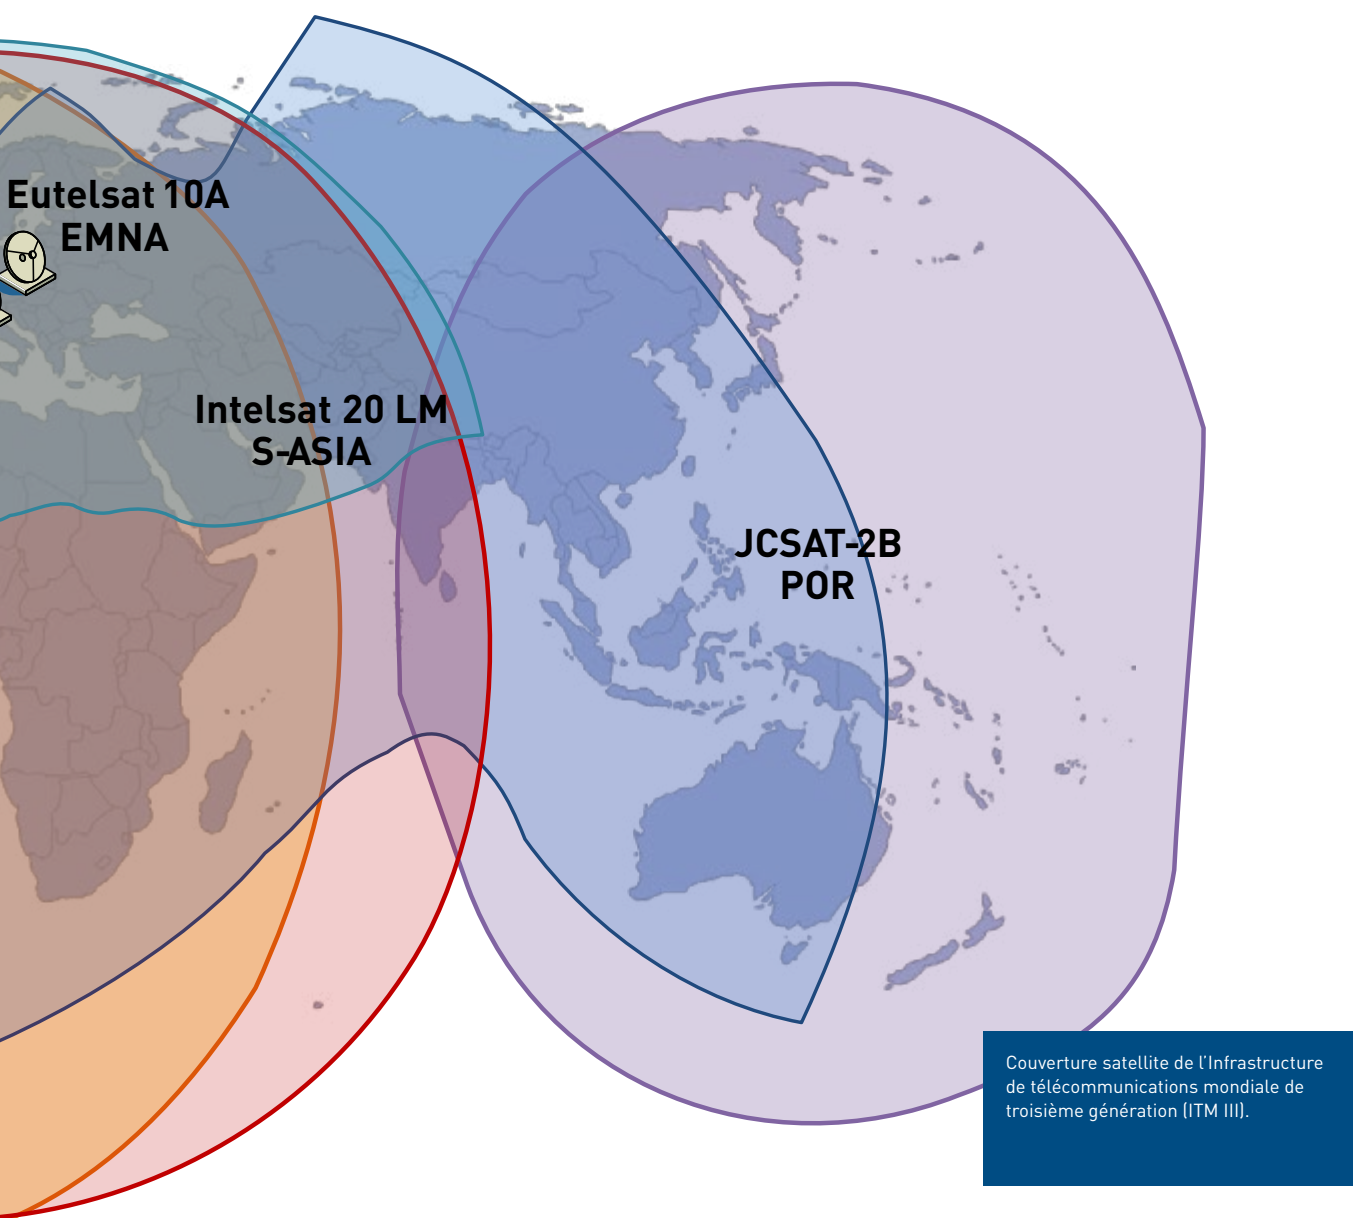 Eutelsat 10A
EMNA
Intelsat 20 LM
S-ASIA
JCSAT-2B
POR
Couverture satellite de l'Infrastructure
de télécommunications mondiale de
troisième génération (ITM III).